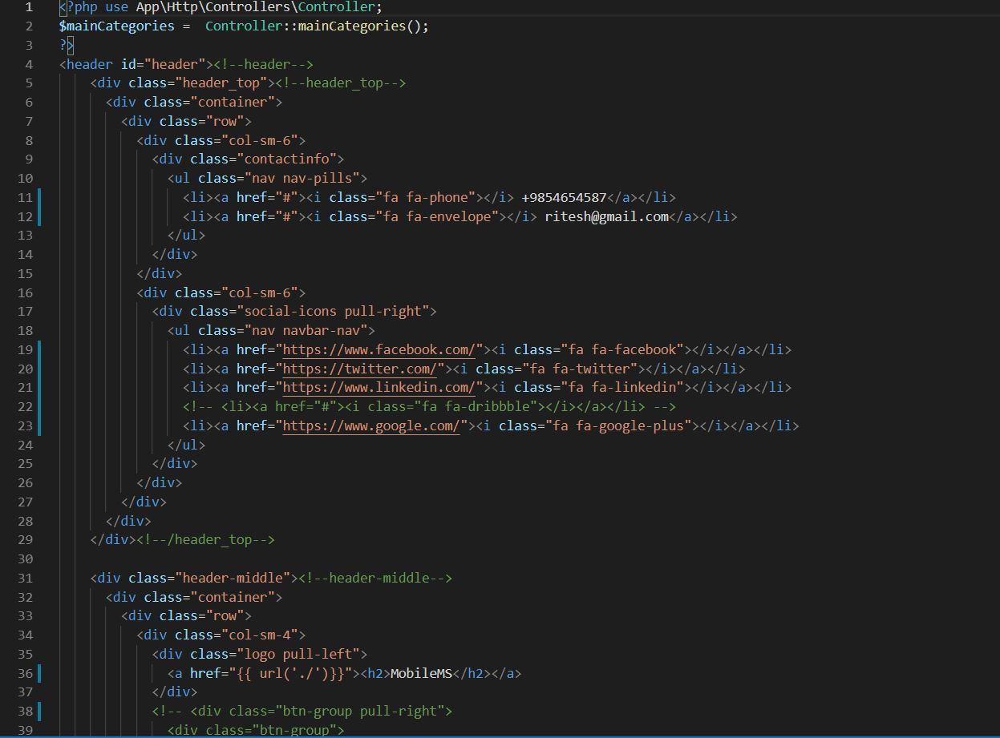 1 <?php use App\Http\Controllers\Controller;
2 $mainCategories =  Controller::mainCategories();
3 ?>
4 <header id="header"><!--header-->
5 <div class="header_top"><!--header_top-->
6 <div class="container">
7 <div class="row">
8 <div class="col-sm-6">
9 <div class="contactinfo">
10 <ul class="nav nav-pills">
11 <li><a href="#"><i class="fa fa-phone"></i> +9854654587</a></li>
12 <li><a href="#"><i class="fa fa-envelope"></i> ritesh@gmail.com</a></li>
13 </ul>
14 </div>
15 </div>
16 <div class="col-sm-6">
17 <div class="social-icons pull-right">
18 <ul class="nav navbar-nav">
19 <li><a href="https://www.facebook.com/"><i class="fa fa-facebook"></i></a></li>
20 <li><a href="https://twitter.com/"><i class="fa fa-twitter"></i></a></li>
21 <li><a href="https://www.linkedin.com/"><i class="fa fa-linkedin"></i></a></li>
22 <!-- <li><a href="#"><i class="fa fa-dribbble"></i></a></li> -->
23 <li><a href="https://www.google.com/"><i class="fa fa-google-plus"></i></a></li>
24 </ul>
25 </div>
26 </div>
27 </div>
28 </div>
29 </div><!--/header_top-->
30
31 <div class="header-middle"><!--header-middle-->
32 <div class="container">
33 <div class="row">
34 <div class="col-sm-4">
35 <div class="logo pull-left">
36 <a href="{{ url('./')}}"><h2>MobileMS</h2></a>
37 </div>
38 <!-- <div class="btn-group pull-right">
39 <div class="btn-group">